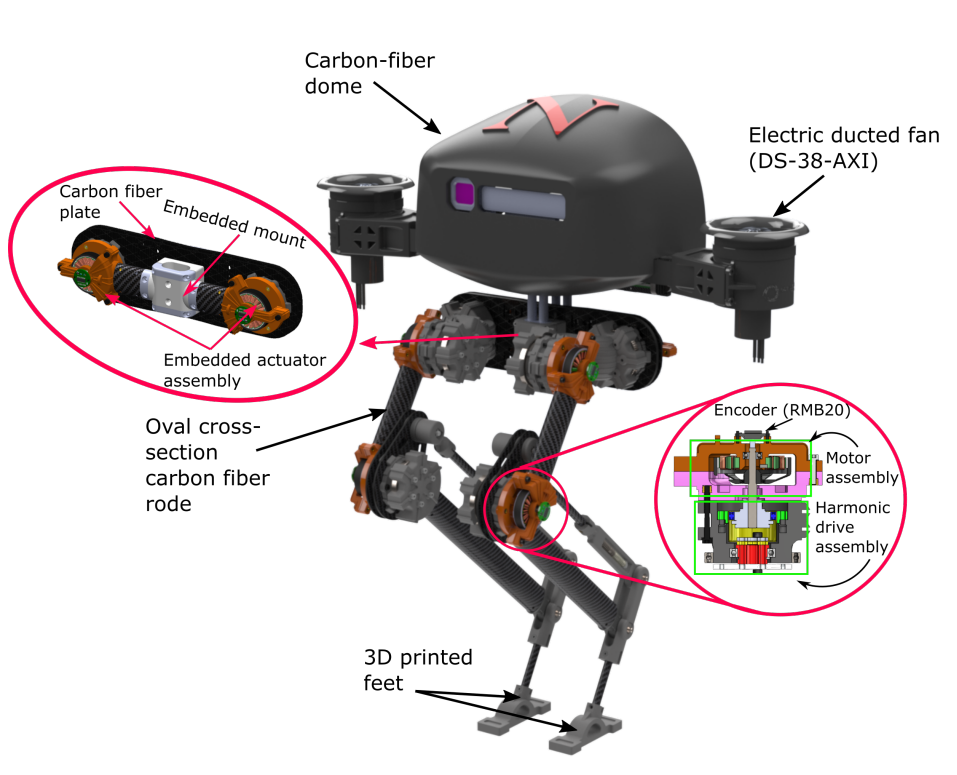 Carbon-fiber
dome
N
Electric ducted fan
(DS-38-AXI)
Carbon fiber
plate
Embedded mount
Embedded actuator
assembly
Oval cross-
section
carbon fiber
rode
Encoder (RMB20)
Motor
assembly
Harmonic
drive
assembly
3D printed
feet